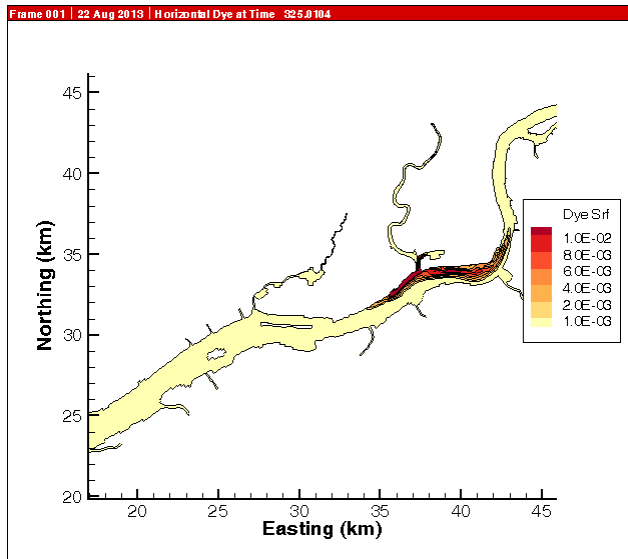 Frame 001 | 22 Aug 2013 | Horizontal Dye at Time 325.0104
45
40
35
30
25
20
Northing (km)
20 25 30 35 40 45
Easting (km)
Dye Srf
1.0E-02
8.0E-03
6.0E-03
4.0E-03
2.0E-03
1.0E-03